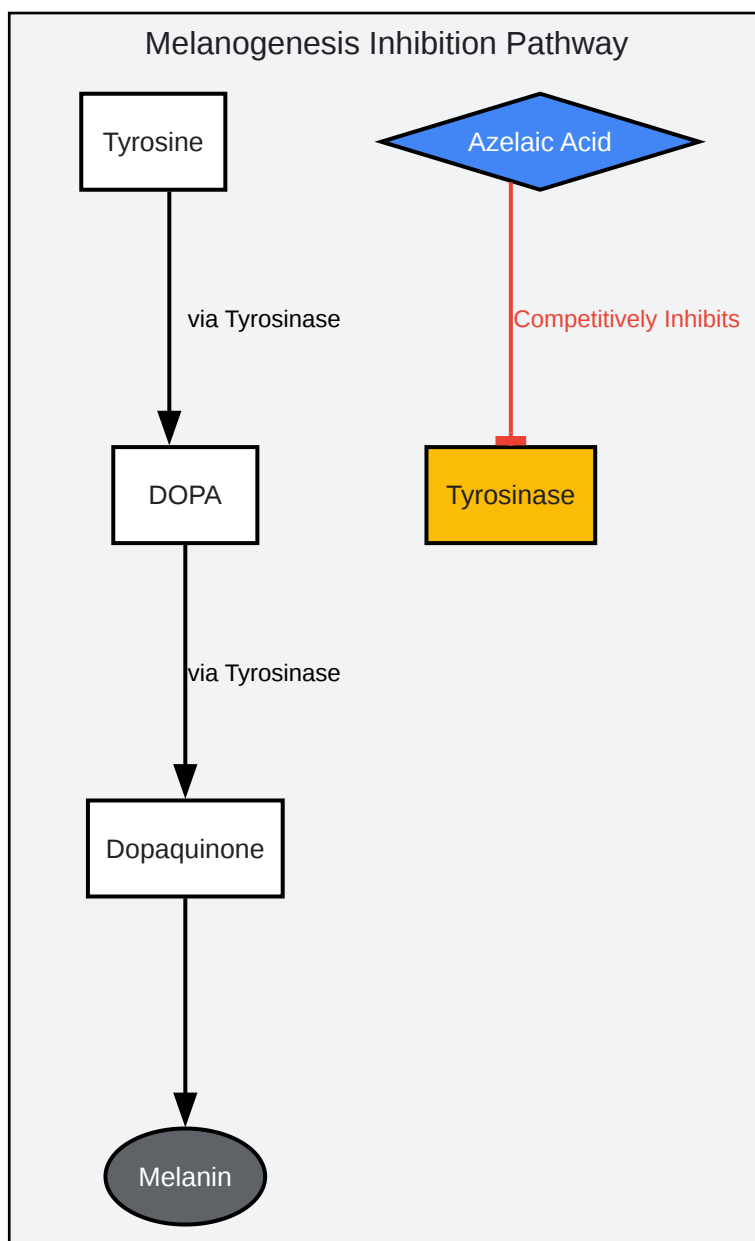 Melanogenesis Inhibition Pathway
Tyrosine
Azelaic Acid
via Tyrosinase
Competitively Inhibits
DOPA
Tyrosinase
via Tyrosinase
Dopaquinone
Melanin